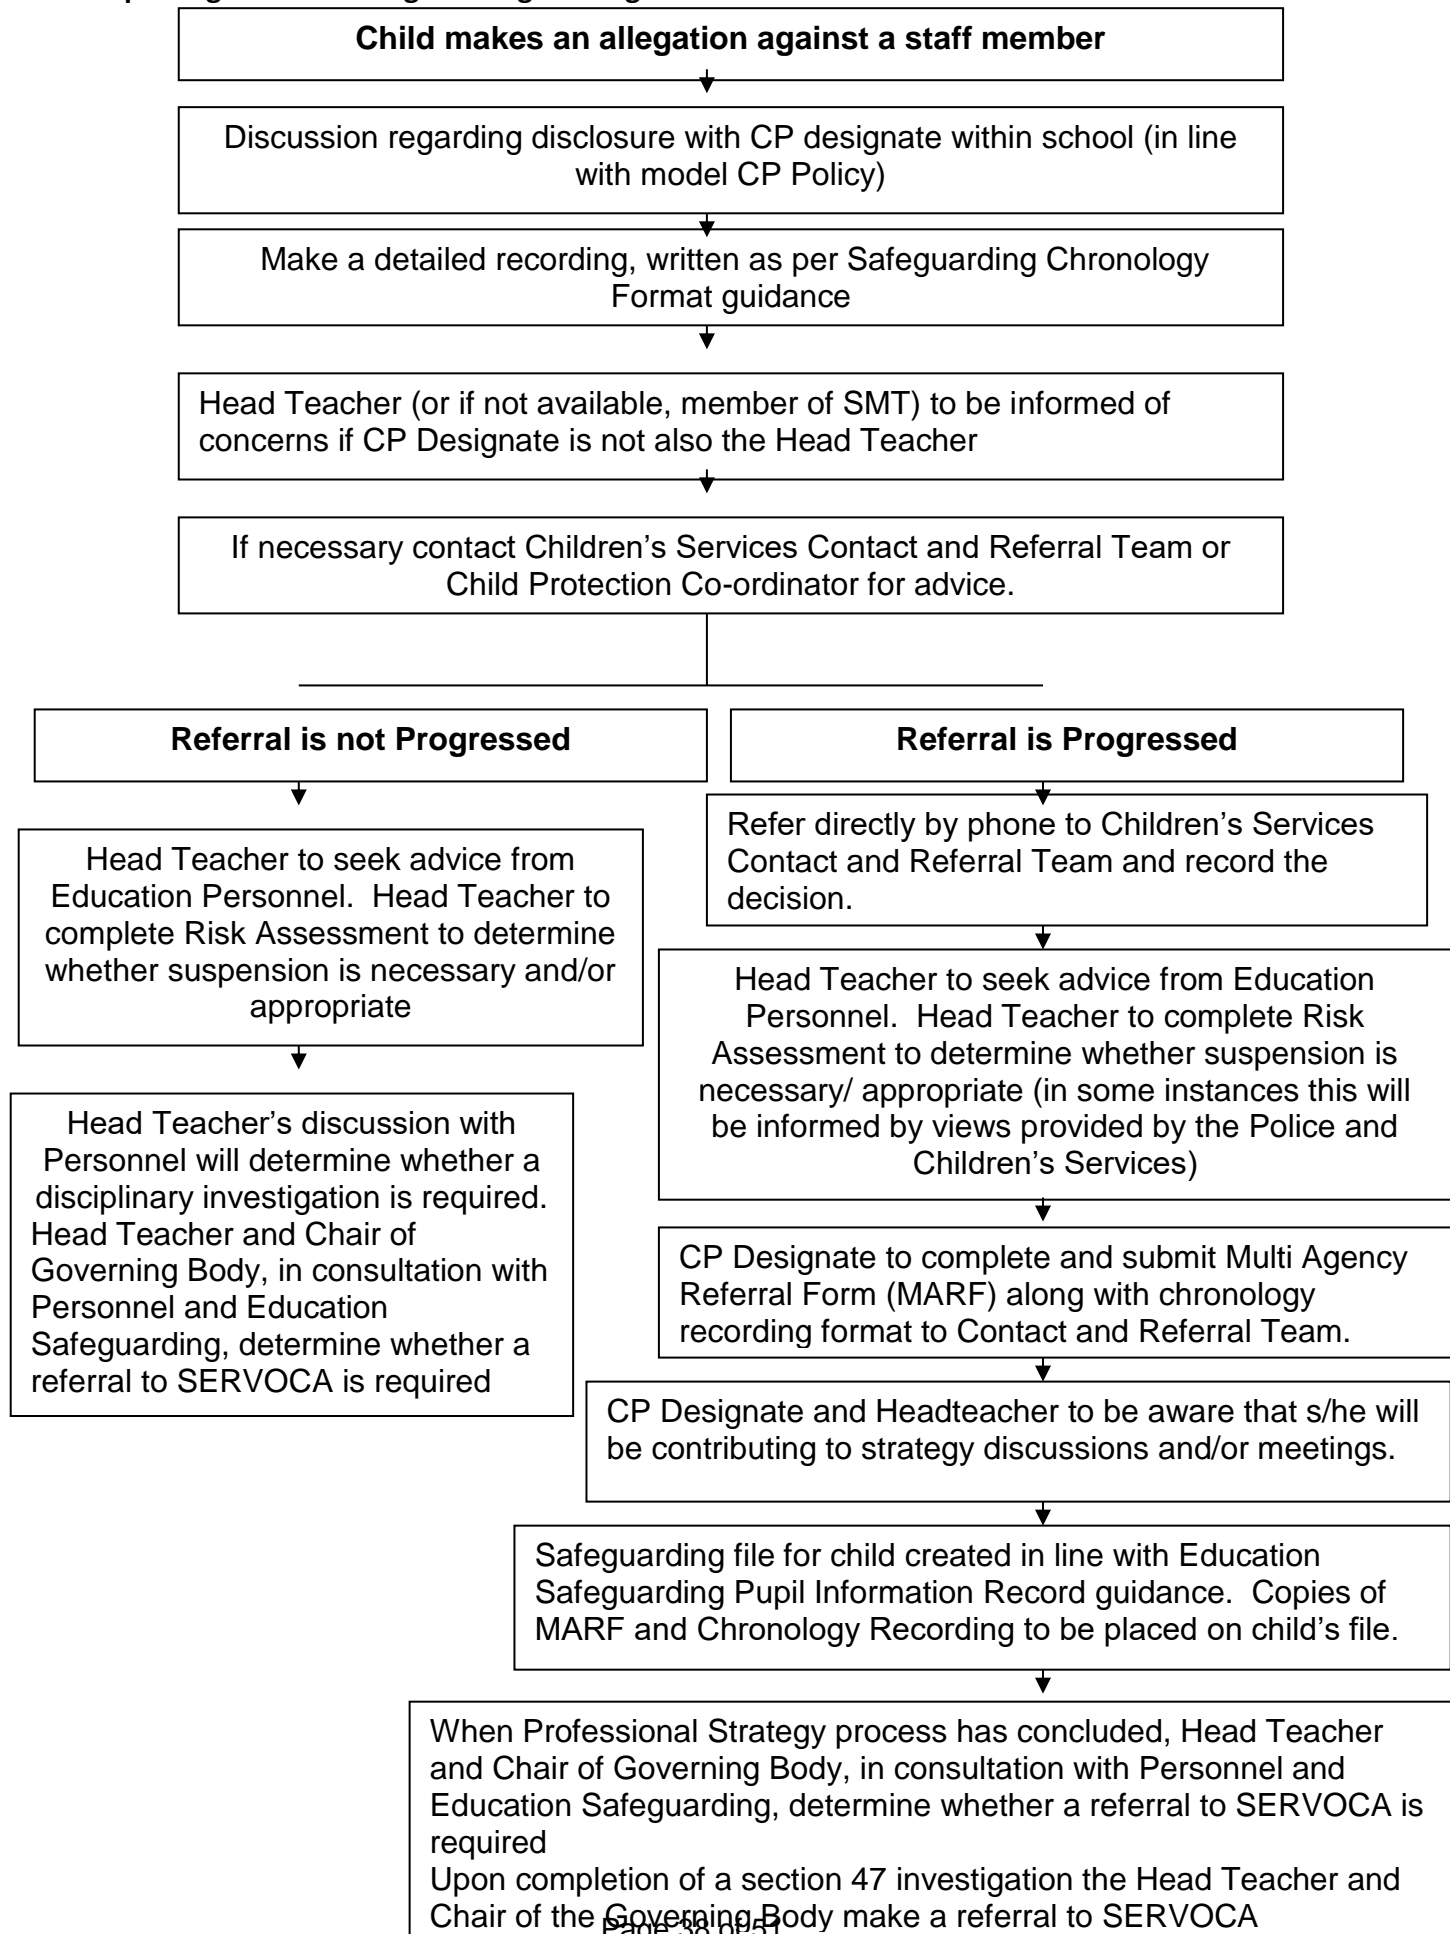 Child makes an allegation against a staff member
Discussion regarding disclosure with CP designate within school (in line
with model CP Policy)
Make a detailed recording, written as per Safeguarding Chronology
Format guidance
Head Teacher (or if not available, member of SMT) to be informed of
concerns if CP Designate is not also the Head Teacher
If necessary contact Children’s Services Contact and Referral Team or
Child Protection Co-ordinator for advice.
Referral is not Progressed
Head Teacher to seek advice from
Education Personnel.  Head Teacher to
complete Risk Assessment to determine
whether suspension is necessary and/or
appropriate
Head Teacher’s discussion with
Personnel will determine whether a
disciplinary investigation is required.
Head Teacher and Chair of
Governing Body, in consultation with
Personnel and Education
Safeguarding, determine whether a
referral to SERVOCA is required
Referral is Progressed
Refer directly by phone to Children’s Services
Contact and Referral Team and record the
decision.
Head Teacher to seek advice from Education
Personnel.  Head Teacher to complete Risk
Assessment to determine whether suspension is
necessary/ appropriate (in some instances this will
be informed by views provided by the Police and
Children’s Services)
CP Designate to complete and submit Multi Agency
Referral Form (MARF) along with chronology
recording format to Contact and Referral Team.
CP Designate and Headteacher to be aware that s/he will
be contributing to strategy discussions and/or meetings.
Safeguarding file for child created in line with Education
Safeguarding Pupil Information Record guidance.  Copies of
MARF and Chronology Recording to be placed on child’s file.
When Professional Strategy process has concluded, Head Teacher
and Chair of Governing Body, in consultation with Personnel and
Education Safeguarding, determine whether a referral to SERVOCA is
required
Upon completion of a section 47 investigation the Head Teacher and
Chair of the Governing Body make a referral to SERVOCA
Page 38 of 51